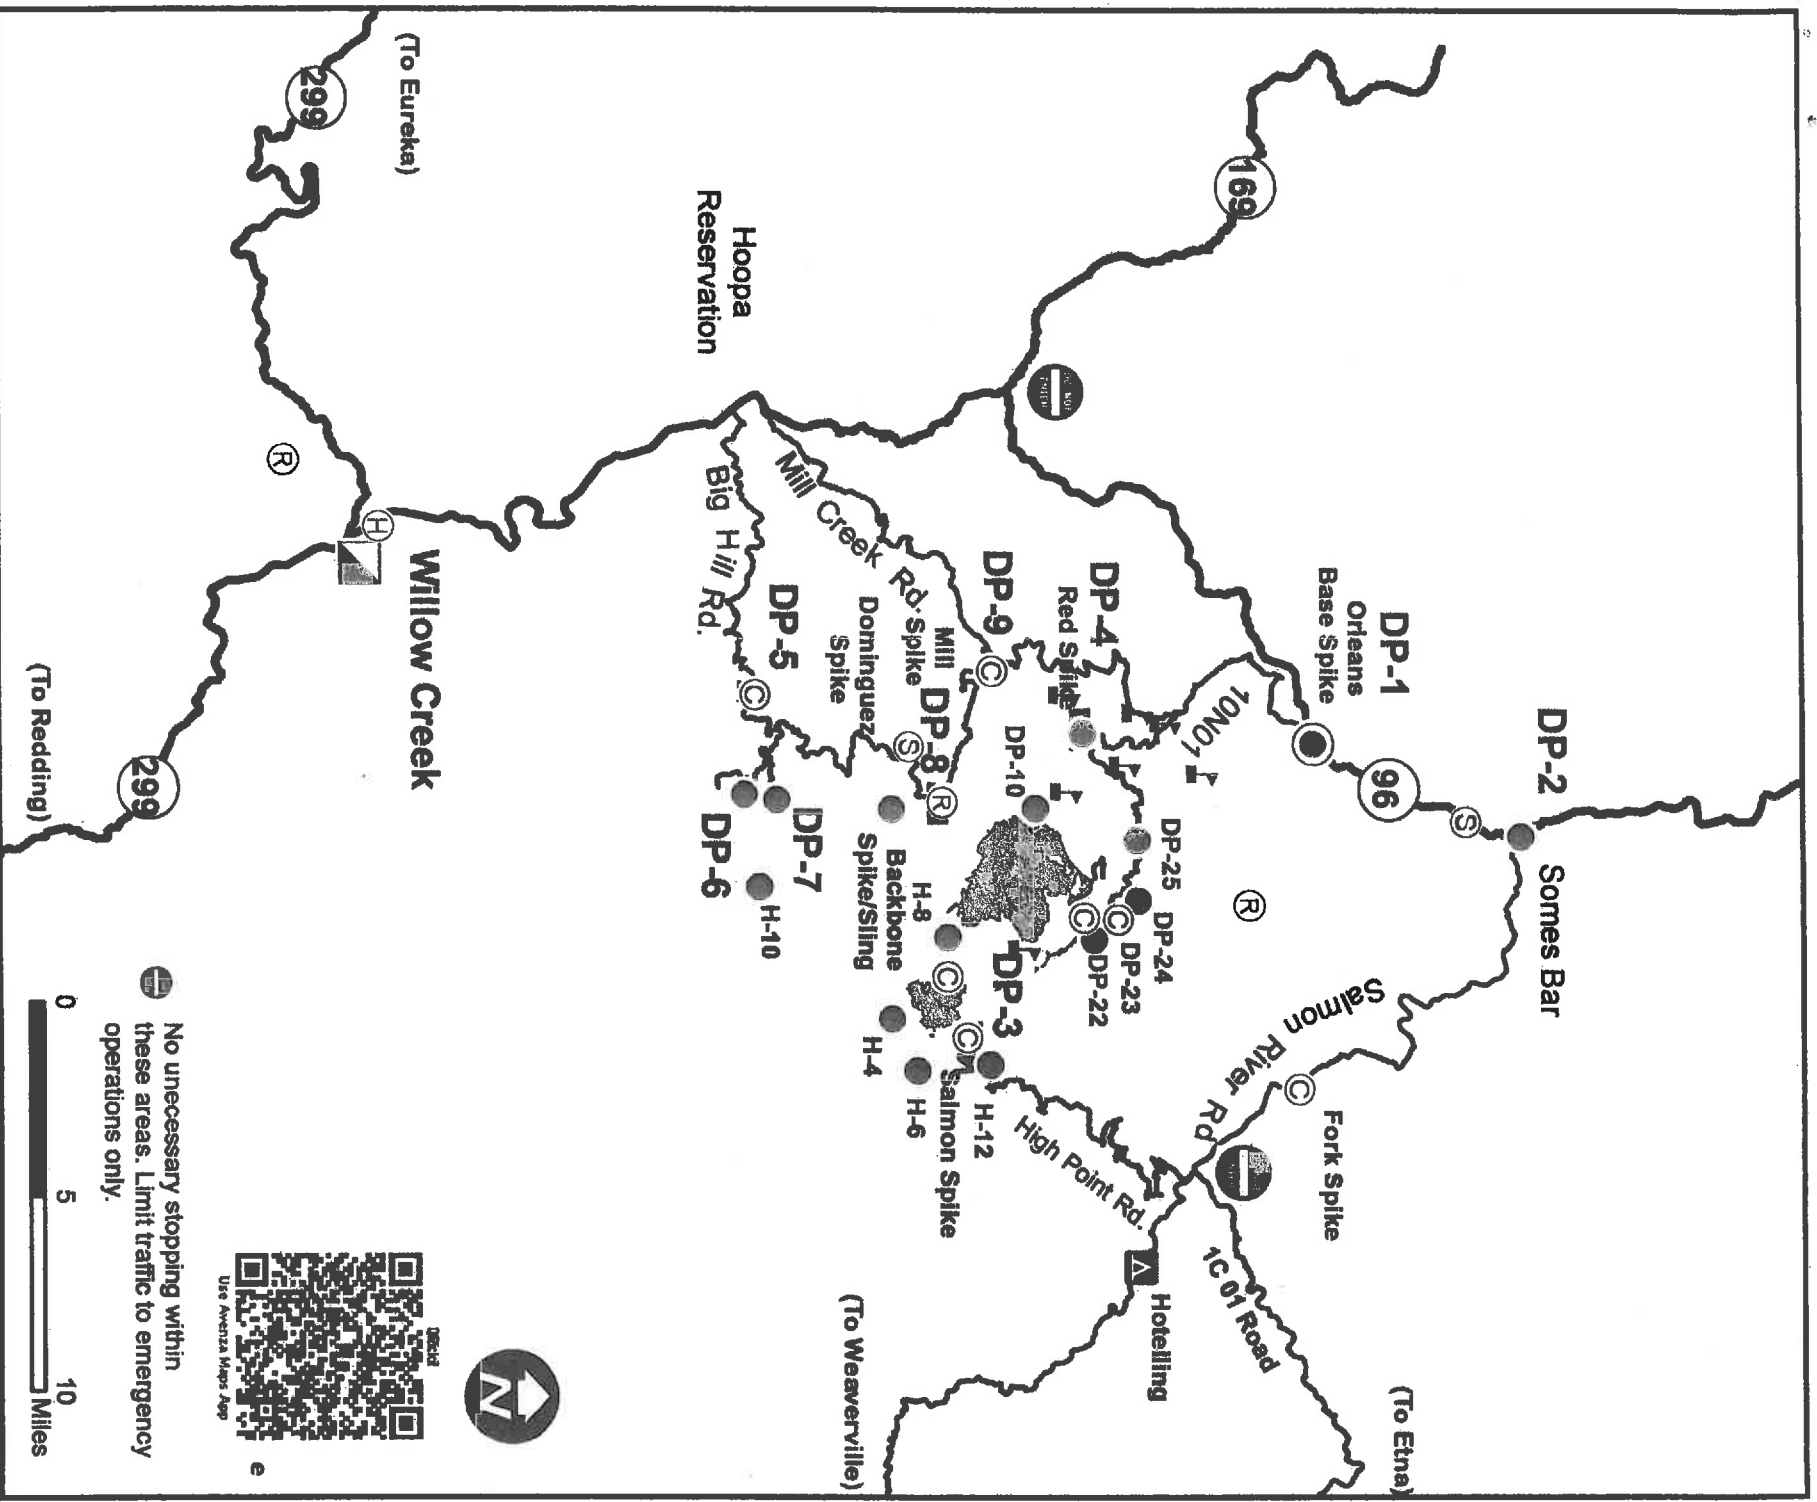 DP-2
Somes Bar
DP-1
Orleans
Base Spike
96
S
10N01
R
Salmon River Rd
C
Fork Spike
1C 01 Road
(To Etna)
169
DP-4
Red Spike
DP-25
DP-24
DP-23
DP-22
C
C
DP-9
C
DP-10
DP-3
H-12
High Point Rd.
Hotelling
(To Weaverville)
Mill
Spike
DP-8
R
S
Dominguez
Spike
Mill Creek Rd.
Big Hill Rd.
Hoopa
Reservation
DP-5
C
DP-7
DP-6
H-10
Backbone
Spike/Sling
H-8
C
H-4
H-6
C
Salmon Spike
(To Eureka)
299
R
H
Willow Creek
299
(To Redding)
No unecessary stopping within
these areas. Limit traffic to emergency
operations only.
0 5 10 Miles
Use Avenza Maps App
N
e